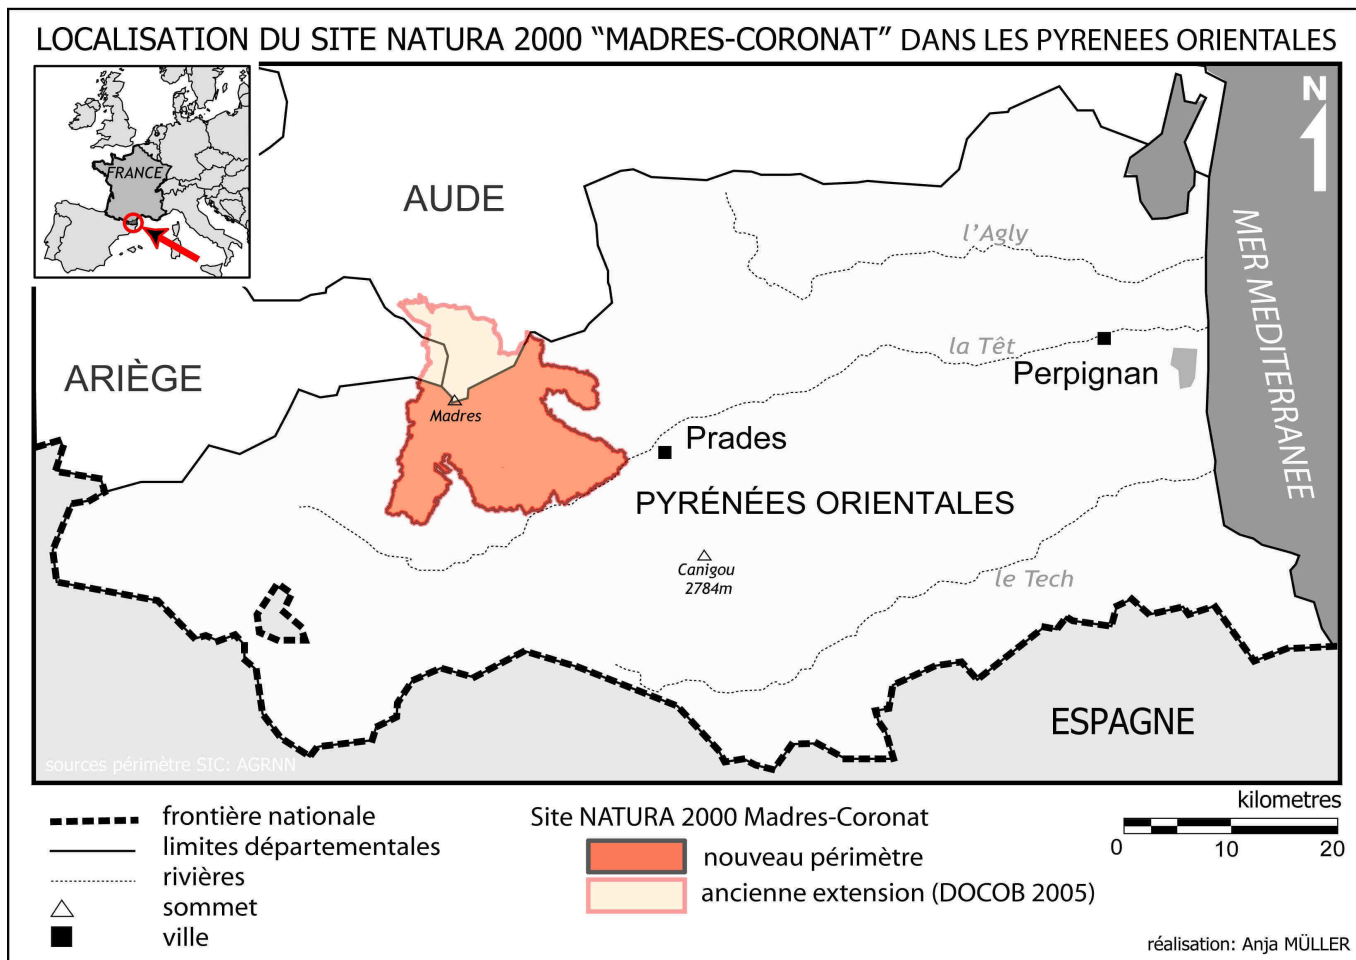 LOCALISATION DU SITE NATURA 2000 “MADRES-CORONAT” DANS LES PYRENEES ORIENTALES
FRANCE
N
AUDE
l’Agly
MER MEDITERRANEE
la Têt
Perpignan
ARIÈGE
Madres
Prades
PYRÉNÉES ORIENTALES
Canigou
2784m
le Tech
ESPAGNE
sources périmètre SIC: AGRNN
frontière nationale
limites départementales
rivières
sommet
ville
Site NATURA 2000 Madres-Coronat
nouveau périmètre
ancienne extension (DOCOB 2005)
kilometres
0 10 20
réalisation: Anja MÜLLER